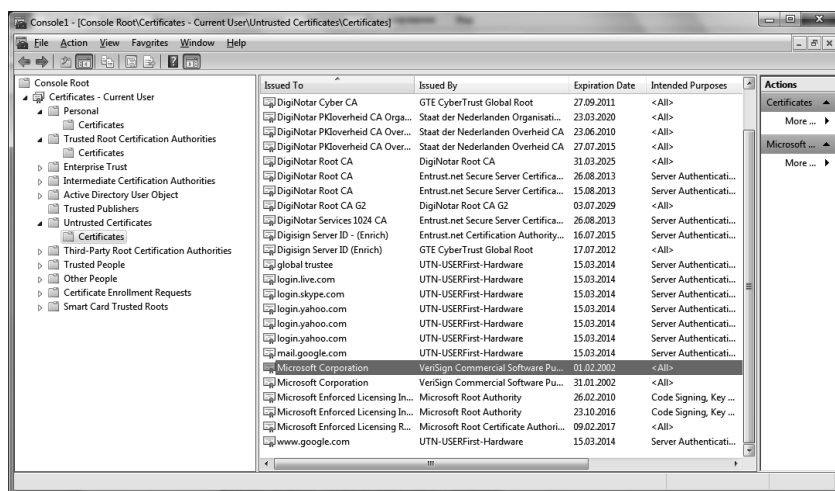 Console1 - [Console Root\Certificates - Current User\Untrusted Certificates\Certificates]
File Action View Favorites Window Help
Console Root
Certificates - Current User
Personal
Certificates
Trusted Root Certification Authorities
Certificates
Enterprise Trust
Intermediate Certification Authorities
Active Directory User Object
Trusted Publishers
Untrusted Certificates
Certificates
Third-Party Root Certification Authorities
Trusted People
Other People
Certificate Enrollment Requests
Smart Card Trusted Roots
Issued To Issued By Expiration Date Intended Purposes
DigiNotar Cyber CA GTE CyberTrust Global Root 27.09.2011 <All>
DigiNotar PKIoverheid CA Orga... Staat der Nederlanden Organisati... 23.03.2020 <All>
DigiNotar PKIoverheid CA Over... Staat der Nederlanden Overheid CA 23.06.2010 <All>
DigiNotar PKIoverheid CA Over... Staat der Nederlanden Overheid CA 27.07.2015 <All>
DigiNotar Root CA DigiNotar Root CA 31.03.2025 <All>
DigiNotar Root CA Entrust.net Secure Server Certifica... 26.08.2013 Server Authenticati...
DigiNotar Root CA Entrust.net Secure Server Certifica... 15.08.2013 Server Authenticati...
DigiNotar Root CA G2 DigiNotar Root CA G2 03.07.2029 <All>
DigiNotar Services 1024 CA Entrust.net Secure Server Certifica... 26.08.2013 Server Authenticati...
Digisign Server ID - (Enrich) Entrust.net Certification Authority... 16.07.2015 Server Authenticati...
Digisign Server ID (Enrich) GTE CyberTrust Global Root 17.07.2012 <All>
global trustee UTN-USERFirst-Hardware 15.03.2014 Server Authenticati...
login.live.com UTN-USERFirst-Hardware 15.03.2014 Server Authenticati...
login.skype.com UTN-USERFirst-Hardware 15.03.2014 Server Authenticati...
login.yahoo.com UTN-USERFirst-Hardware 15.03.2014 Server Authenticati...
login.yahoo.com UTN-USERFirst-Hardware 15.03.2014 Server Authenticati...
login.yahoo.com UTN-USERFirst-Hardware 15.03.2014 Server Authenticati...
mail.google.com UTN-USERFirst-Hardware 15.03.2014 Server Authenticati...
Microsoft Corporation VeriSign Commercial Software Pu... 01.02.2002 <All>
Microsoft Corporation VeriSign Commercial Software Pu... 31.01.2002 <All>
Microsoft Enforced Licensing In... Microsoft Root Authority 26.02.2010 Code Signing, Key ...
Microsoft Enforced Licensing In... Microsoft Root Authority 23.10.2016 Code Signing, Key ...
Microsoft Enforced Licensing R... Microsoft Root Certificate Authori... 09.02.2017 <All>
www.google.com UTN-USERFirst-Hardware 15.03.2014 Server Authenticati...
Actions
Certificates
More ...
Microsoft ...
More ...